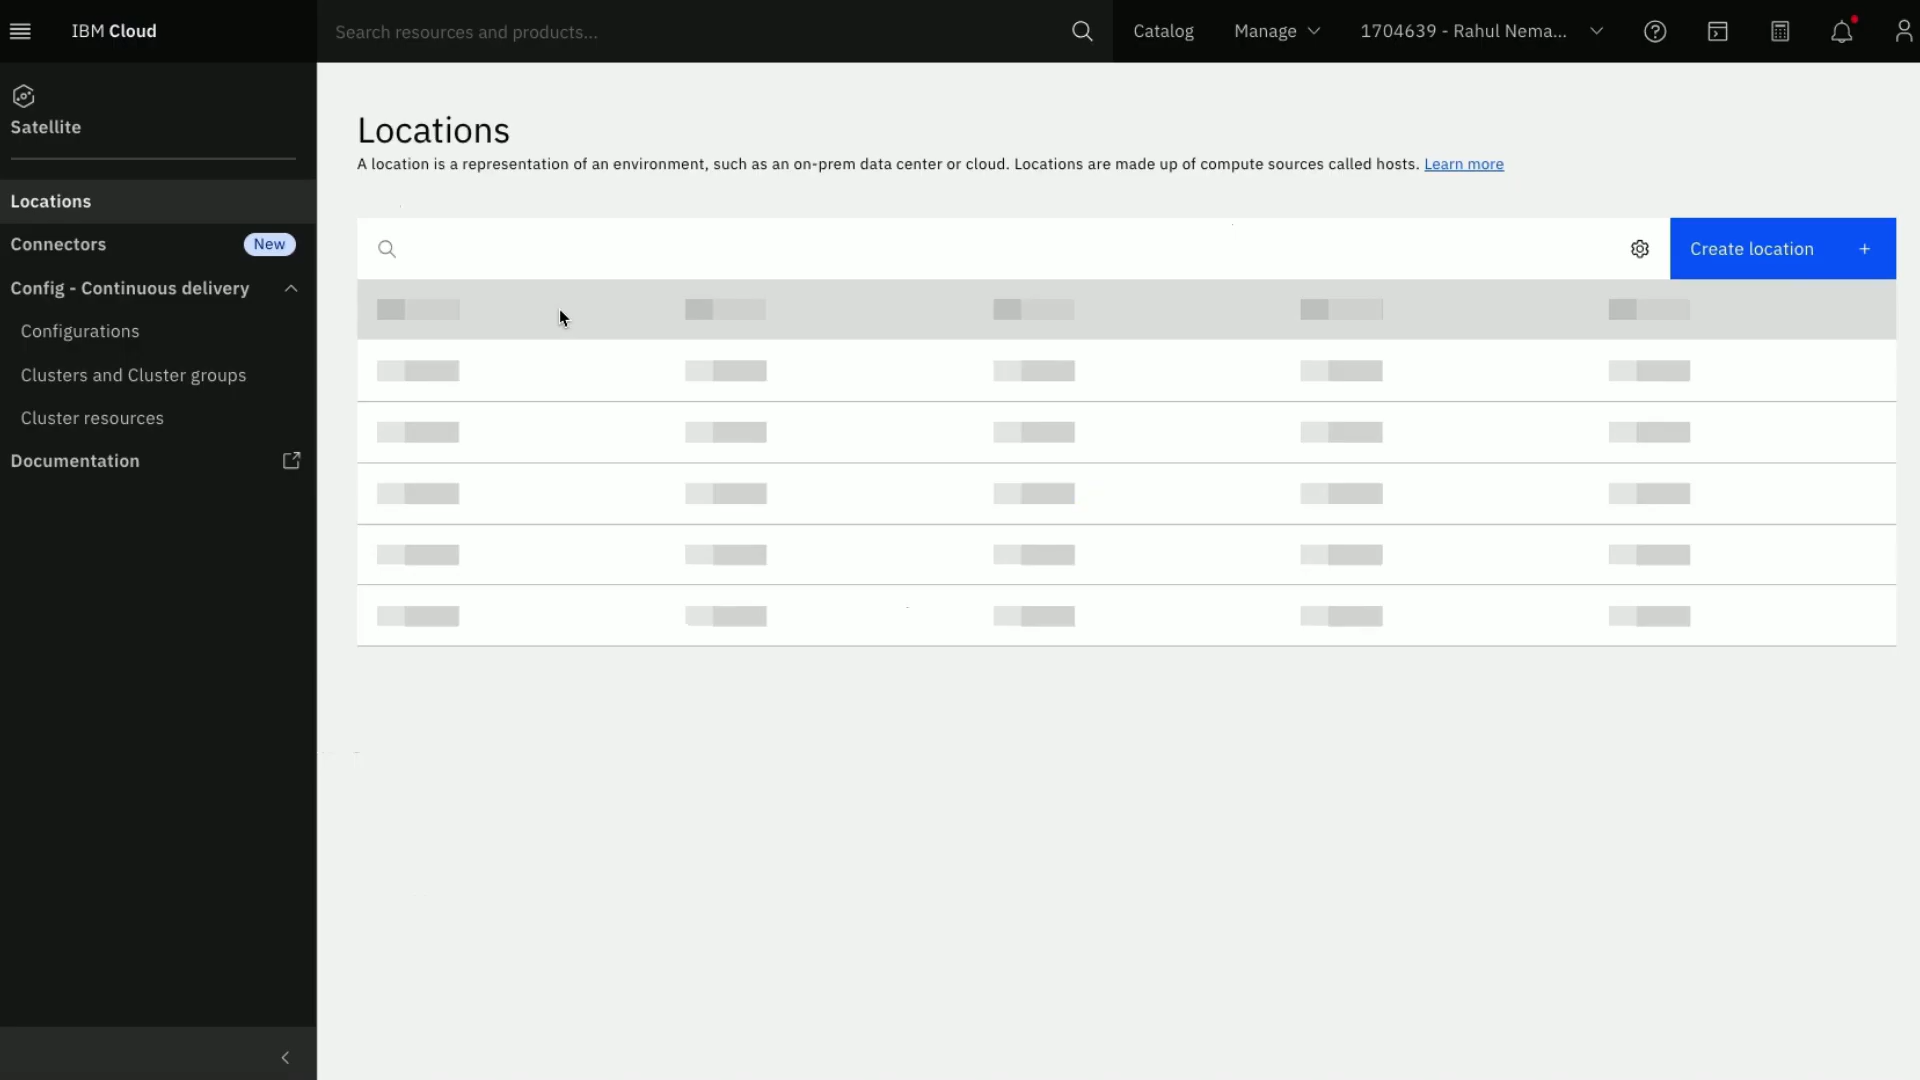 IBM Cloud
Search resources and products...
Catalog
Manage
1704639 - Rahul Nema...
Satellite
Locations
Connectors
New
Config - Continuous delivery
Configurations
Clusters and Cluster groups
Cluster resources
Documentation
Locations
A location is a representation of an environment, such as an on-prem data center or cloud. Locations are made up of compute sources called hosts. Learn more
Create location +